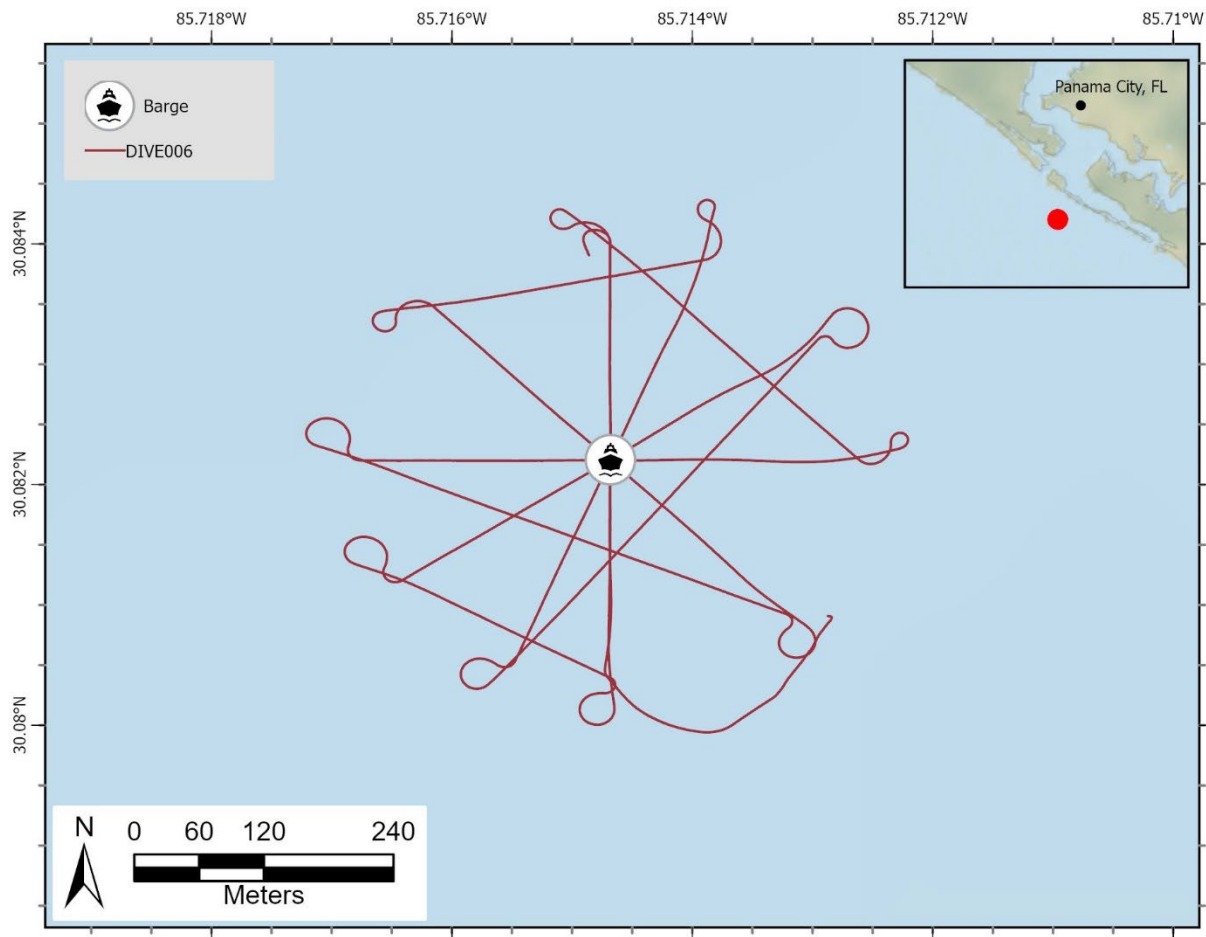 85.718°W 85.716°W 85.714°W 85.712°W 85.71°W
Barge
DIVE006
Panama City, FL
30.084°N
30.082°N
30.08°N
N 0 60 120 240
Meters